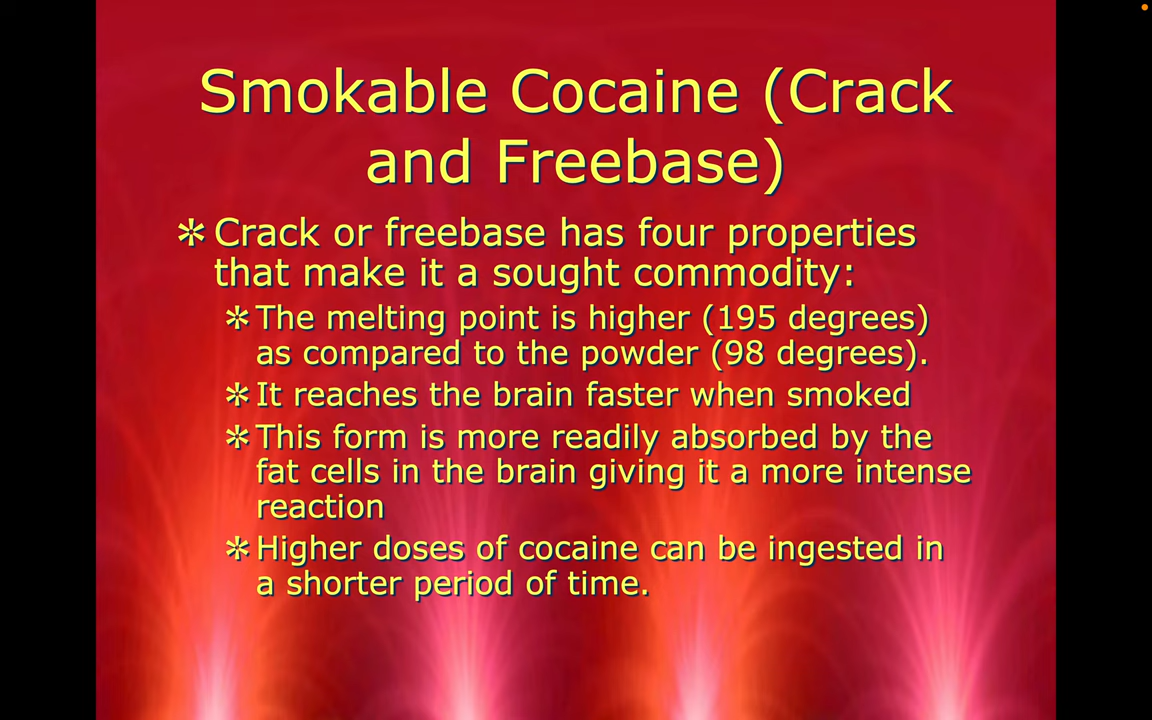 Smokable Cocaine (Crack
and Freebase)
✲ Crack or freebase has four properties
that make it a sought commodity:
✲ The melting point is higher (195 degrees)
as compared to the powder (98 degrees).
✲ It reaches the brain faster when smoked
✲ This form is more readily absorbed by the
fat cells in the brain giving it a more intense
reaction
✲ Higher doses of cocaine can be ingested in
a shorter period of time.